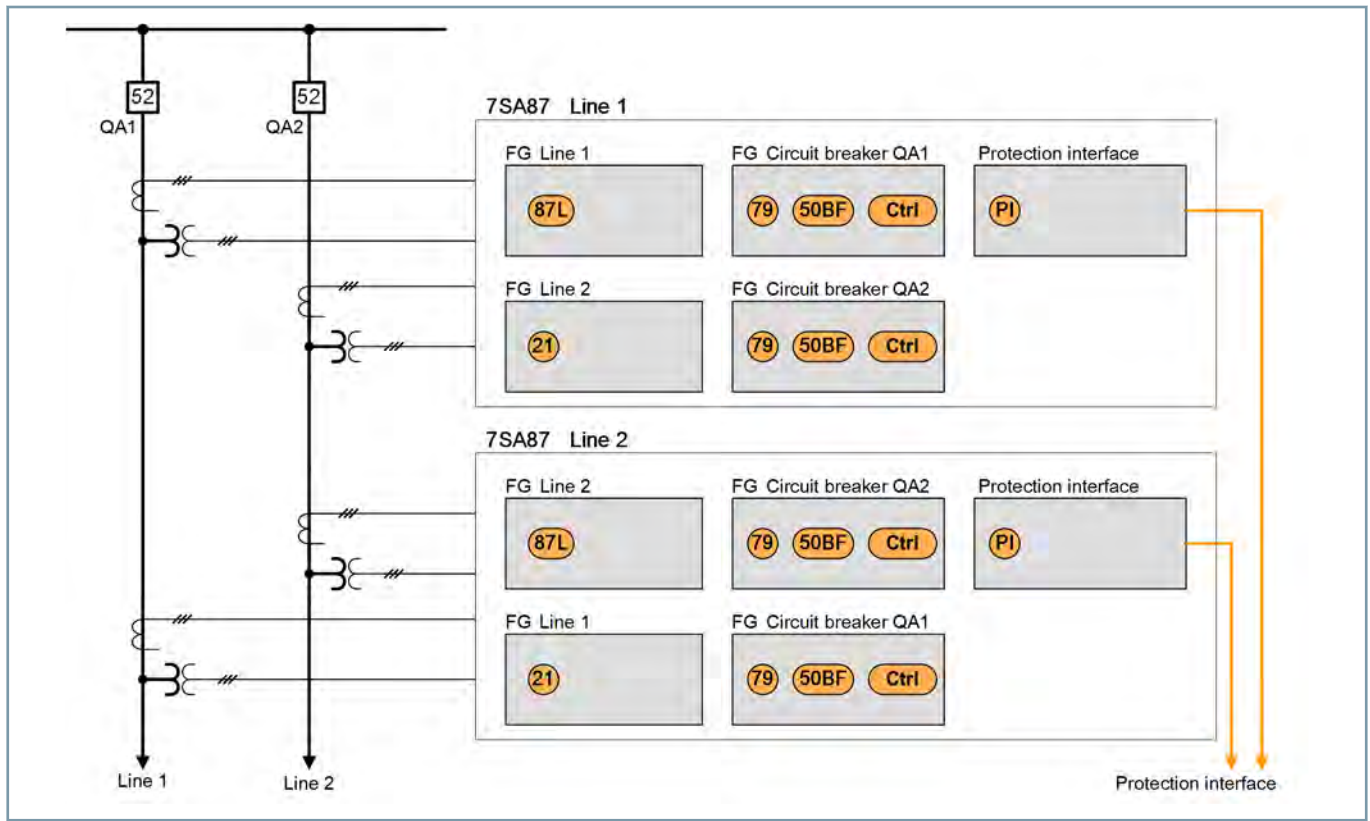 52
52
QA1
QA2
7SA87 Line 1
FG Line 1
FG Circuit breaker QA1
Protection interface
87L
79
50BF
Ctrl
PI
FG Line 2
FG Circuit breaker QA2
21
79
50BF
Ctrl
7SA87 Line 2
FG Line 2
FG Circuit breaker QA2
Protection interface
87L
79
50BF
Ctrl
PI
FG Line 1
FG Circuit breaker QA1
21
79
50BF
Ctrl
Line 1
Line 2
Protection interface